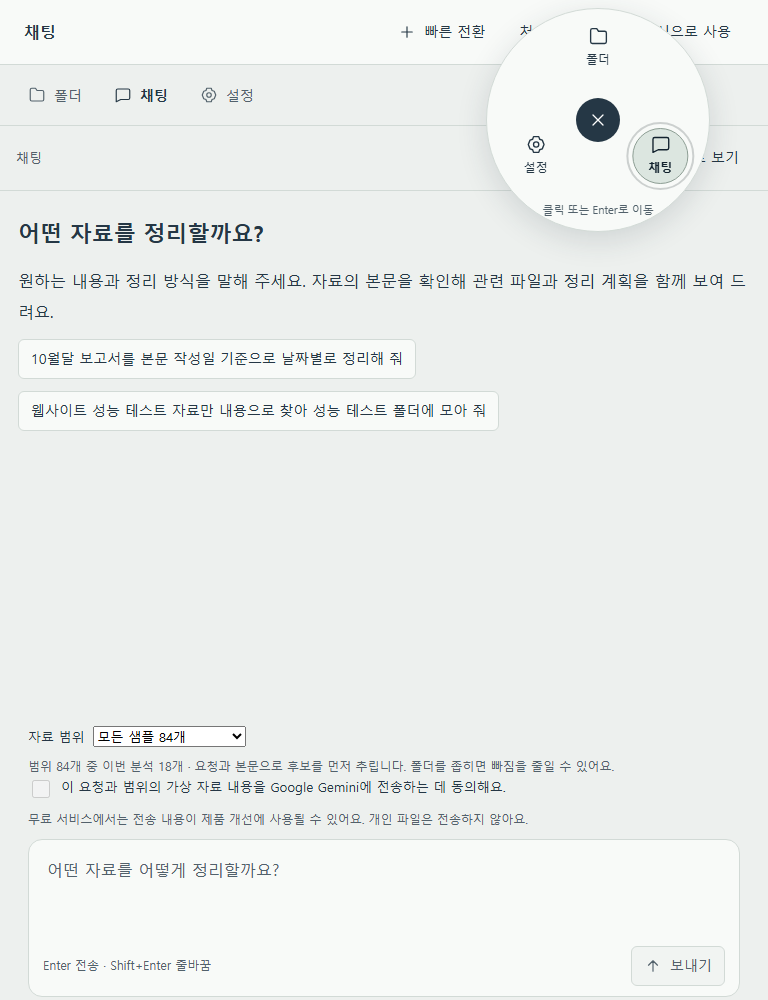 채팅
빠른 전환
으로 사용
폴더
채팅
설정
폴더
설정
채팅
클릭 또는 Enter로 이동
채팅
보기
어떤 자료를 정리할까요?
원하는 내용과 정리 방식을 말해 주세요. 자료의 본문을 확인해 관련 파일과 정리 계획을 함께 보여 드
려요.
10월달 보고서를 본문 작성일 기준으로 날짜별로 정리해 줘
웹사이트 성능 테스트 자료만 내용으로 찾아 성능 테스트 폴더에 모아 줘
자료 범위 모든 샘플 84개
범위 84개 중 이번 분석 18개 · 요청과 본문으로 후보를 먼저 추립니다. 폴더를 좁히면 빠짐을 줄일 수 있어요.
이 요청과 범위의 가상 자료 내용을 Google Gemini에 전송하는 데 동의해요.
무료 서비스에서는 전송 내용이 제품 개선에 사용될 수 있어요. 개인 파일은 전송하지 않아요.
어떤 자료를 어떻게 정리할까요?
Enter 전송 · Shift+Enter 줄바꿈
보내기